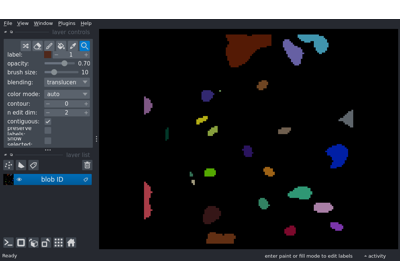 File View Window Plugins Help
layer controls
label: 1
opacity: 0.70
brush size: 10
blending: translucen
color mode: auto
contour: 0
n edit dim: 2
contiguous:
preserve labels:
show selected:
layer list
blob ID
Ready
enter paint or fill mode to edit labels
activity